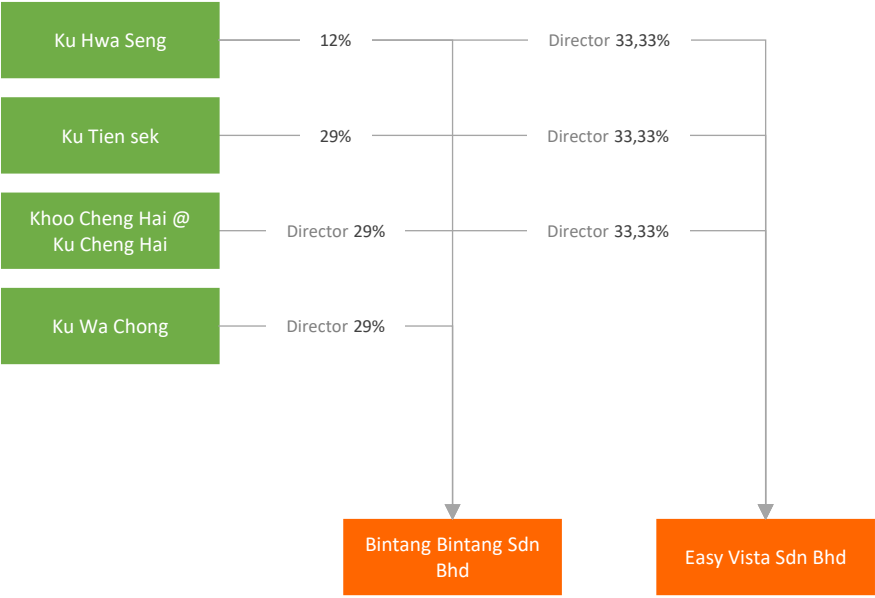 Ku Hwa Seng
12%
Director 33,33%
Ku Tien sek
29%
Director 33,33%
Khoo Cheng Hai @
Ku Cheng Hai
Director 29%
Director 33,33%
Ku Wa Chong
Director 29%
Bintang Bintang Sdn
Bhd
Easy Vista Sdn Bhd